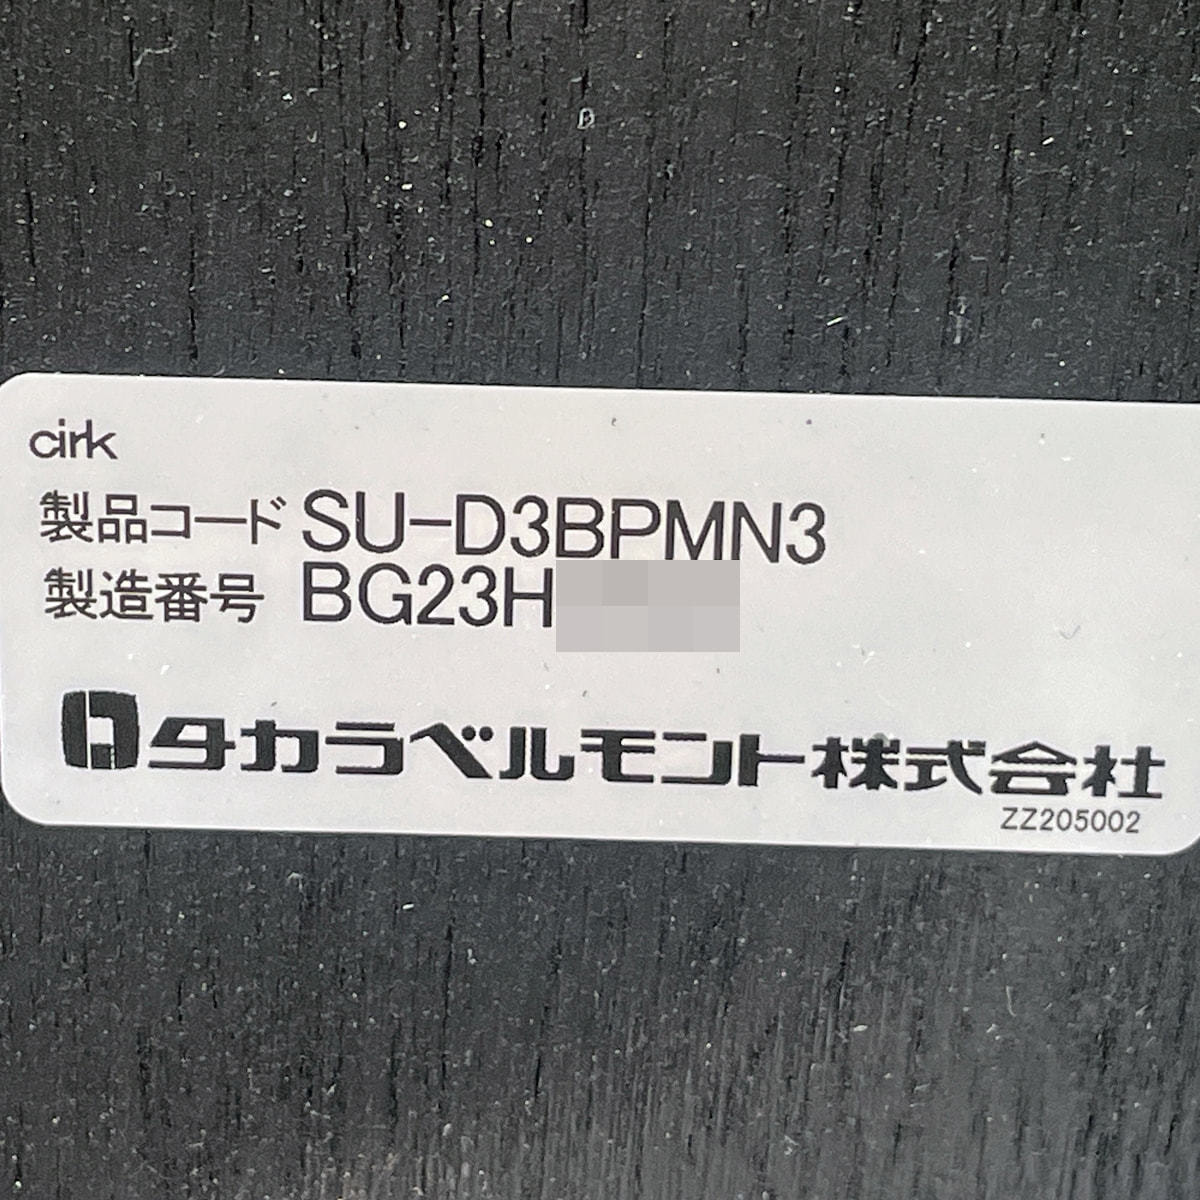 cirk
製品コード SU-D3BPMN3
製造番号 BG23H
タカラベルモント株式会社
ZZ205002